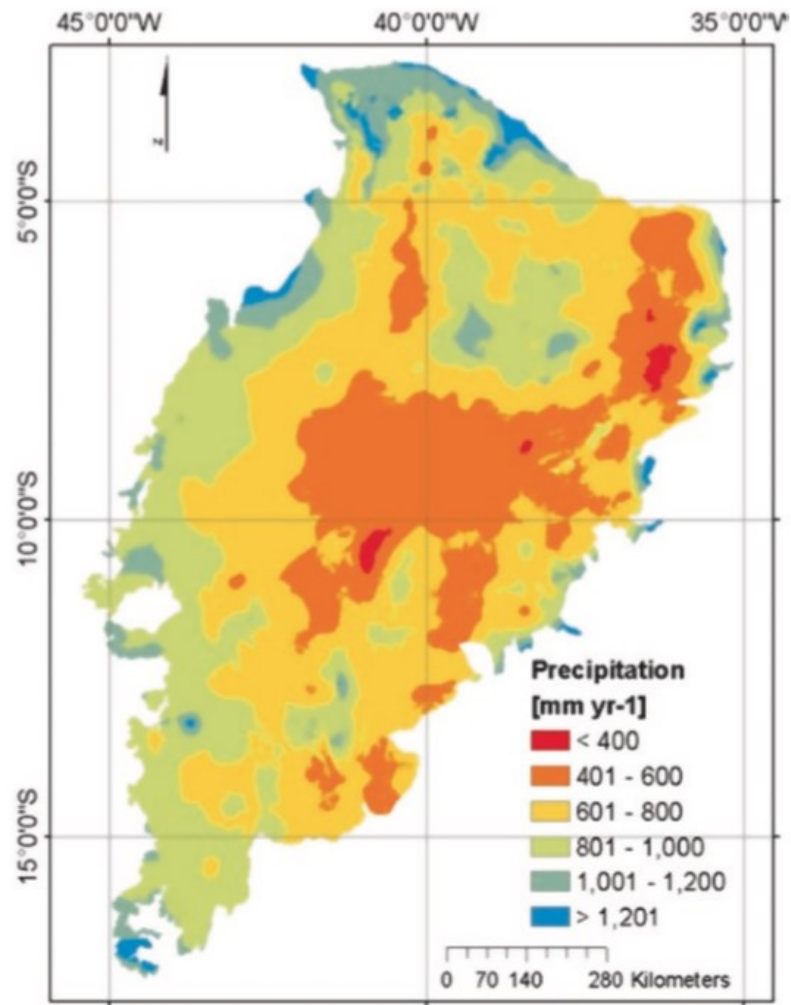 45°0'0"W 40°0'0"W 35°0'0"W
z
5°0'0"S
10°0'0"S
15°0'0"S
Precipitation
[mm yr-1]
< 400
401 - 600
601 - 800
801 - 1,000
1,001 - 1,200
> 1,201
0 70 140 280 Kilometers